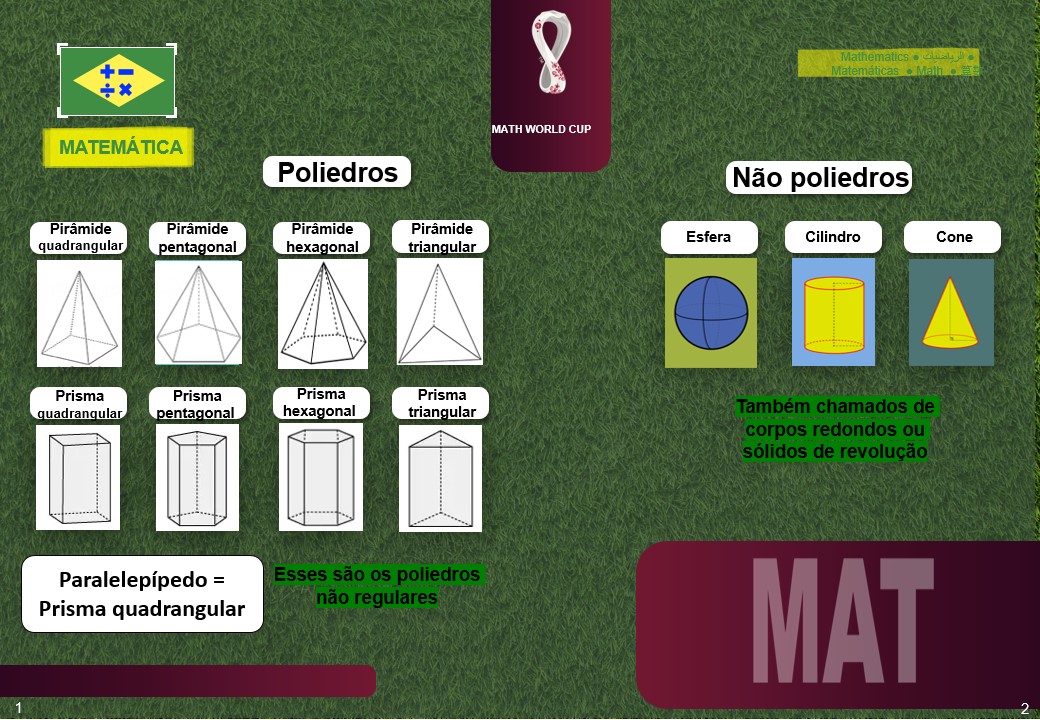 MATEMÁTICA
MATH WORLD CUP
Mathematics ● الرياضيات ●
Matemáticas ● Math ●
Poliedros
Pirâmide
quadrangular
Pirâmide
pentagonal
Pirâmide
hexagonal
Pirâmide
triangular
Prisma
quadrangular
Prisma
pentagonal
Prisma
hexagonal
Prisma
triangular
Paralelepípedo =
Prisma quadrangular
Esses são os poliedros
não regulares
1
Não poliedros
Esfera
Cilindro
Cone
Também chamados de
corpos redondos ou
sólidos de revolução
MAT
2